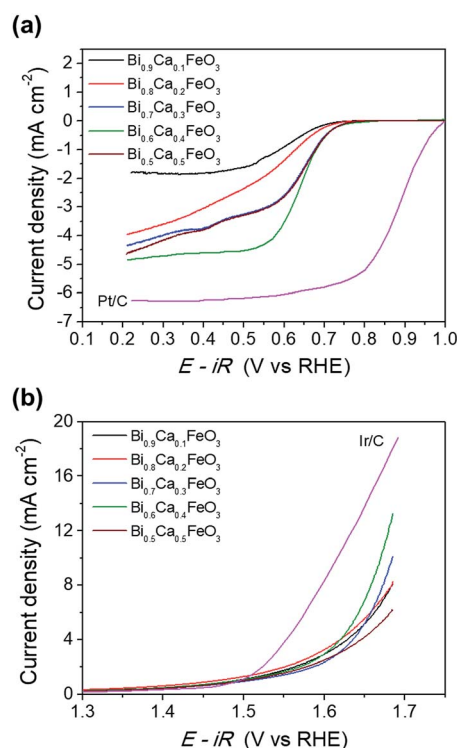 (a)
Bi₀.₉Ca₀.₁FeO₃
Bi₀.₈Ca₀.₂FeO₃
Bi₀.₇Ca₀.₃FeO₃
Bi₀.₆Ca₀.₄FeO₃
Bi₀.₅Ca₀.₅FeO₃
Current density (mA cm⁻²)
0
-1
-2
-3
-4
-5
-6
-7
Pt/C
0.1 0.2 0.3 0.4 0.5 0.6 0.7 0.8 0.9 1.0
E - iR (V vs RHE)
(b)
Bi₀.₉Ca₀.₁FeO₃
Bi₀.₈Ca₀.₂FeO₃
Bi₀.₇Ca₀.₃FeO₃
Bi₀.₆Ca₀.₄FeO₃
Bi₀.₅Ca₀.₅FeO₃
Ir/C
Current density (mA cm⁻²)
20
16
12
8
4
0
1.3 1.4 1.5 1.6 1.7
E - iR (V vs RHE)